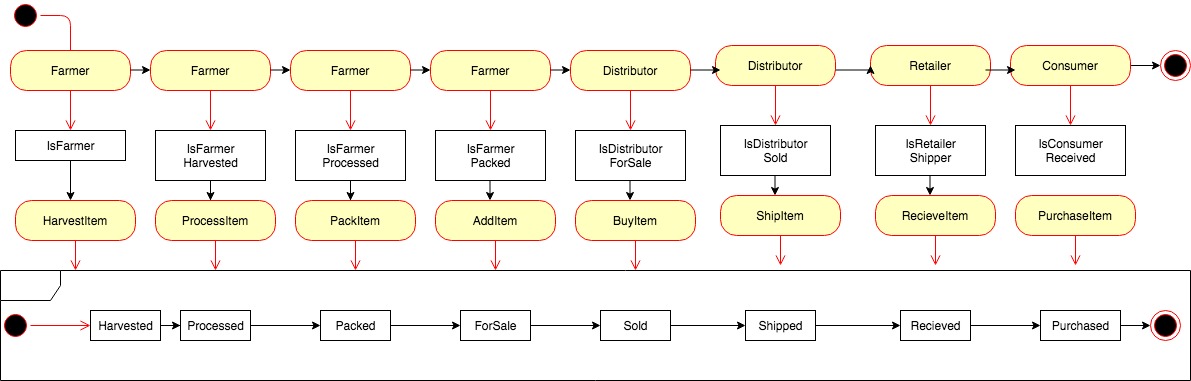 Farmer
Farmer
Farmer
Farmer
Distributor
Distributor
Retailer
Consumer
IsFarmer
IsFarmer
Harvested
IsFarmer
Processed
IsFarmer
Packed
IsDistributor
ForSale
IsDistributor
Sold
IsRetailer
Shipper
IsConsumer
Received
HarvestItem
ProcessItem
PackItem
AddItem
BuyItem
ShipItem
RecieveItem
PurchaseItem
Harvested
Processed
Packed
ForSale
Sold
Shipped
Recieved
Purchased